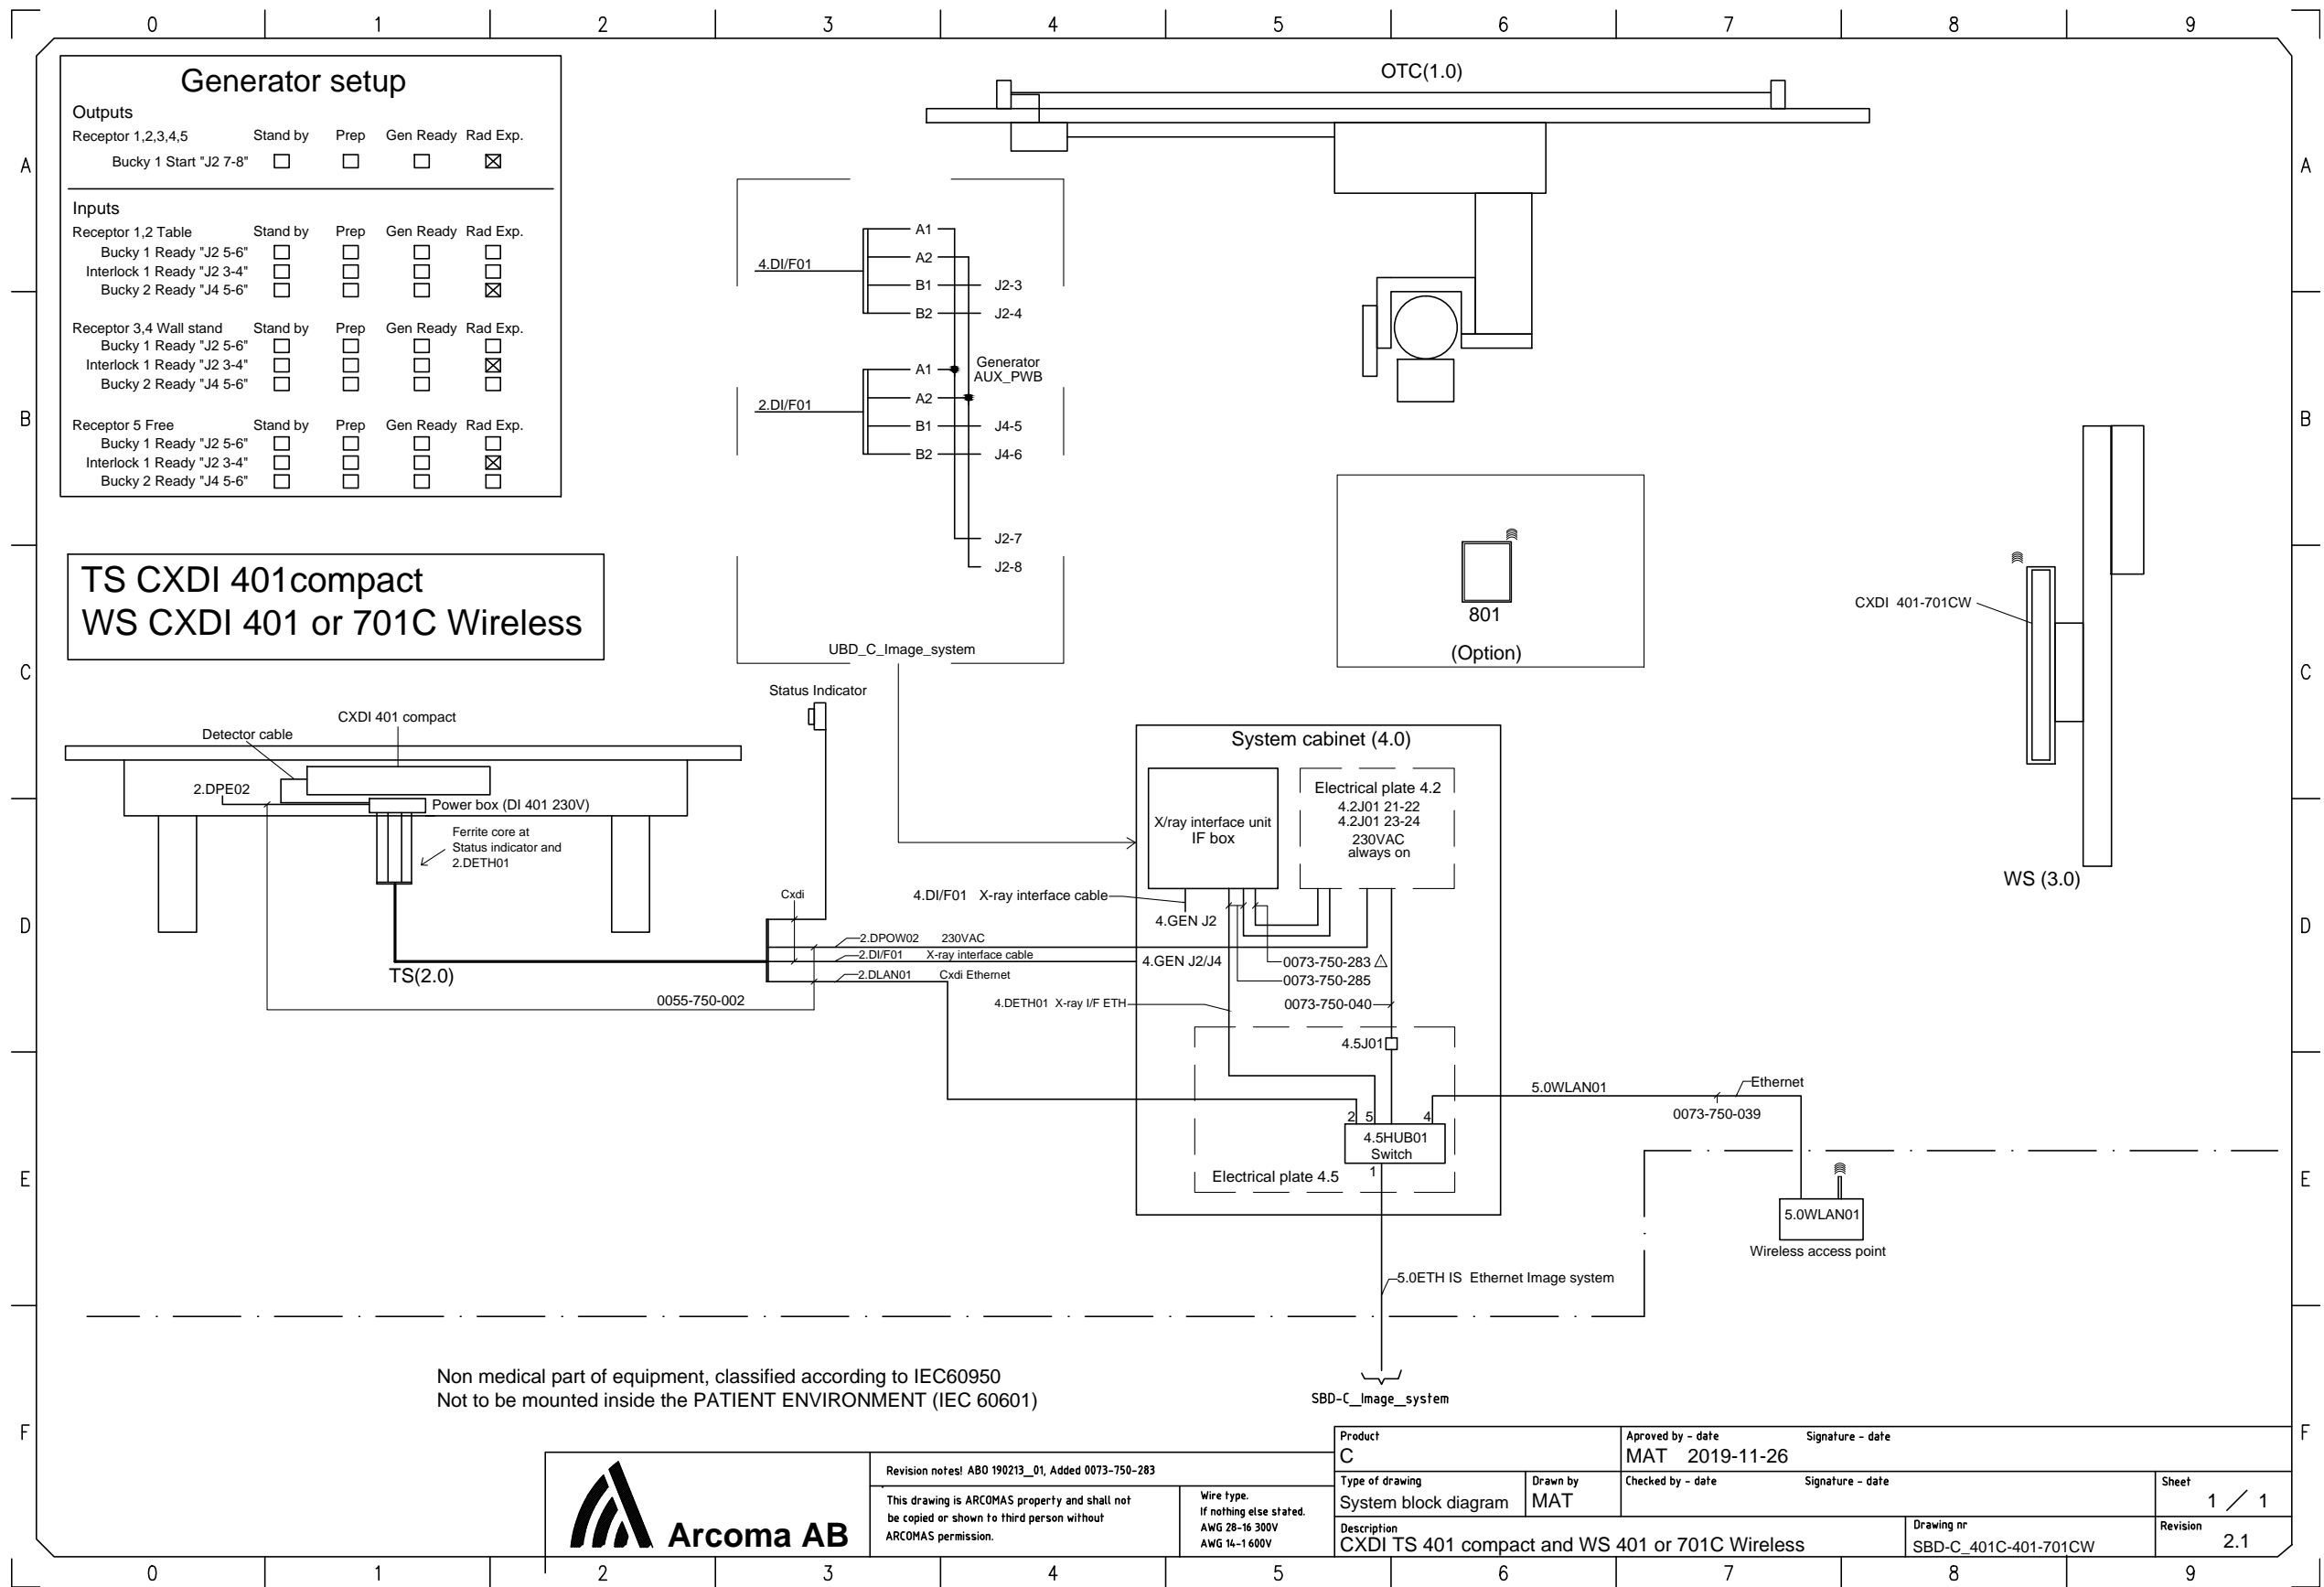 0 1 2 3 4 5 6 7 8 9
Generator setup
Outputs
Receptor 1,2,3,4,5 Stand by Prep Gen Ready Rad Exp.
Bucky 1 Start "J2 7-8"
Inputs
Receptor 1,2 Table Stand by Prep Gen Ready Rad Exp.
Bucky 1 Ready "J2 5-6"
Interlock 1 Ready "J2 3-4"
Bucky 2 Ready "J4 5-6"
Receptor 3,4 Wall stand Stand by Prep Gen Ready Rad Exp.
Bucky 1 Ready "J2 5-6"
Interlock 1 Ready "J2 3-4"
Bucky 2 Ready "J4 5-6"
Receptor 5 Free Stand by Prep Gen Ready Rad Exp.
Bucky 1 Ready "J2 5-6"
Interlock 1 Ready "J2 3-4"
Bucky 2 Ready "J4 5-6"
A A
B B
C C
D D
E E
F F
TS CXDI 401compact
WS CXDI 401 or 701C Wireless
OTC(1.0)
4.DI/F01
A1
A2
B1 J2-3
B2 J2-4
Generator
AUX_PWB
2.DI/F01
A1
A2
B1 J4-5
B2 J4-6
J2-7
J2-8
UBD_C_Image_system
801
(Option)
CXDI 401-701CW
WS (3.0)
Status Indicator
CXDI 401 compact
Detector cable
2.DPE02
Power box (DI 401 230V)
Ferrite core at
Status indicator and
2.DETH01
TS(2.0)
Cxdi
2.DPOW02 230VAC
2.DI/F01 X-ray interface cable
2.DLAN01 Cxdi Ethernet
0055-750-002
System cabinet (4.0)
X/ray interface unit
IF box
Electrical plate 4.2
4.2J01 21-22
4.2J01 23-24
230VAC
always on
4.DI/F01 X-ray interface cable
4.GEN J2
4.GEN J2/J4
0073-750-283
0073-750-285
4.DETH01 X-ray I/F ETH
0073-750-040
4.5J01
2 5 4
4.5HUB01
Switch
1
Electrical plate 4.5
5.0WLAN01
Ethernet
0073-750-039
5.0WLAN01
Wireless access point
5.0ETH IS Ethernet Image system
SBD-C_Image_system
Non medical part of equipment, classified according to IEC60950
Not to be mounted inside the PATIENT ENVIRONMENT (IEC 60601)
Arcoma AB
Revision notes! ABO 190213_01, Added 0073-750-283
This drawing is ARCOMAS property and shall not
be copied or shown to third person without
ARCOMAS permission.
Wire type.
If nothing else stated.
AWG 28-16 300V
AWG 14-1 600V
Product
C
Aproved by - date Signature - date
MAT 2019-11-26
Type of drawing
System block diagram
Drawn by
MAT
Checked by - date Signature - date
Sheet
1 / 1
Description
CXDI TS 401 compact and WS 401 or 701C Wireless
Drawing nr
SBD-C_401C-401-701CW
Revision
2.1
0 1 2 3 4 5 6 7 8 9